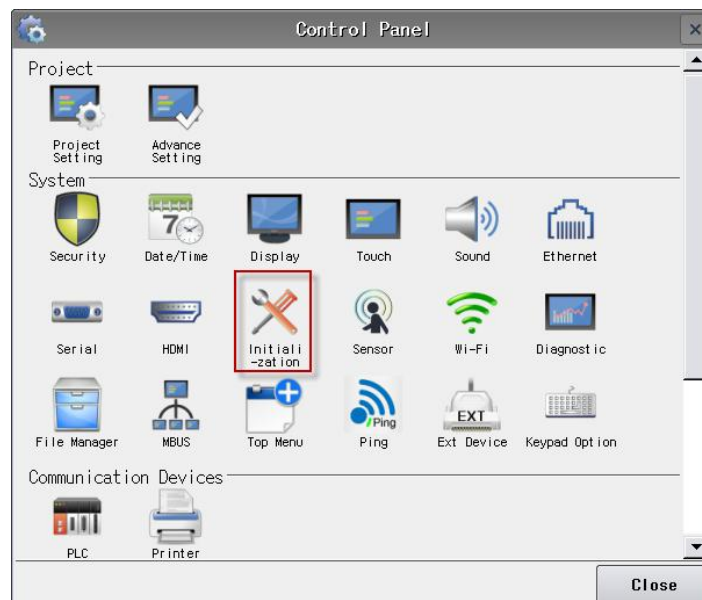 Control Panel
Project
Project Setting
Advance Setting
System
7
Security
Date/Time
Display
Touch
Sound
Ethernet
Serial
HDMI
Initiali
-zation
Sensor
Wi-Fi
Diagnostic
Ping
EXT
File Manager
MBUS
Top Menu
Ping
Ext Device
Keypad Option
Communication Devices
PLC
Printer
Close